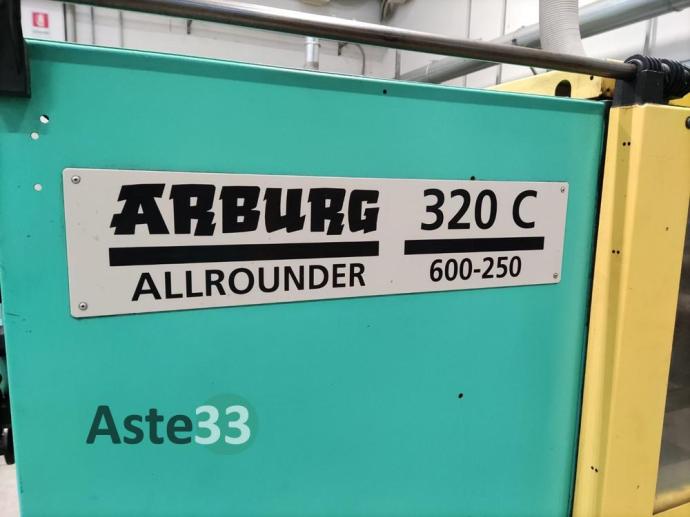 ARBURG
ALLROUNDER
320 C
600-250
Aste33